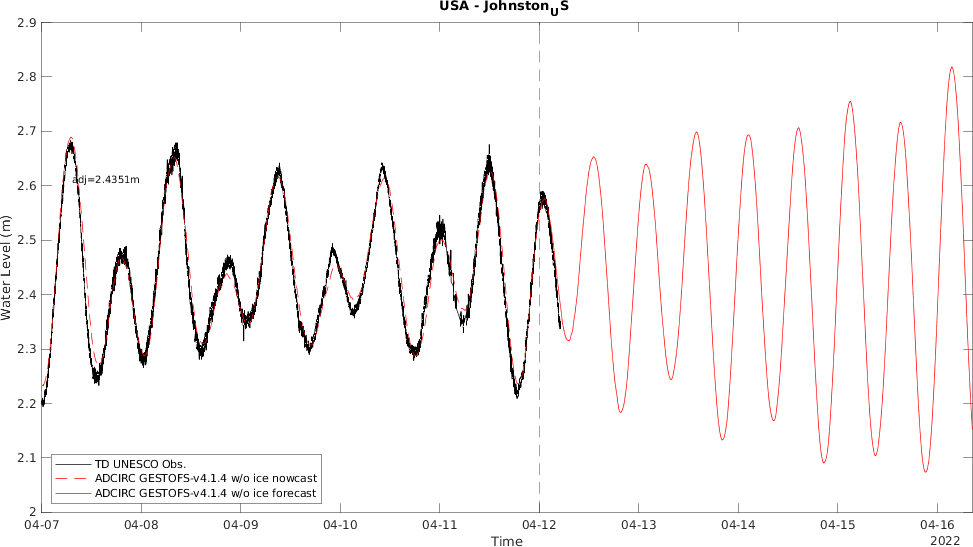 USA - Johnston_US
2.9
2.8
2.7
2.6
2.5
2.4
2.3
2.2
2.1
2
Water Level (m)
adj=2.4351m
TD UNESCO Obs.
ADCIRC GESTOFS-v4.1.4 w/o ice nowcast
ADCIRC GESTOFS-v4.1.4 w/o ice forecast
04-07 04-08 04-09 04-10 04-11 04-12 04-13 04-14 04-15 04-16
Time
2022